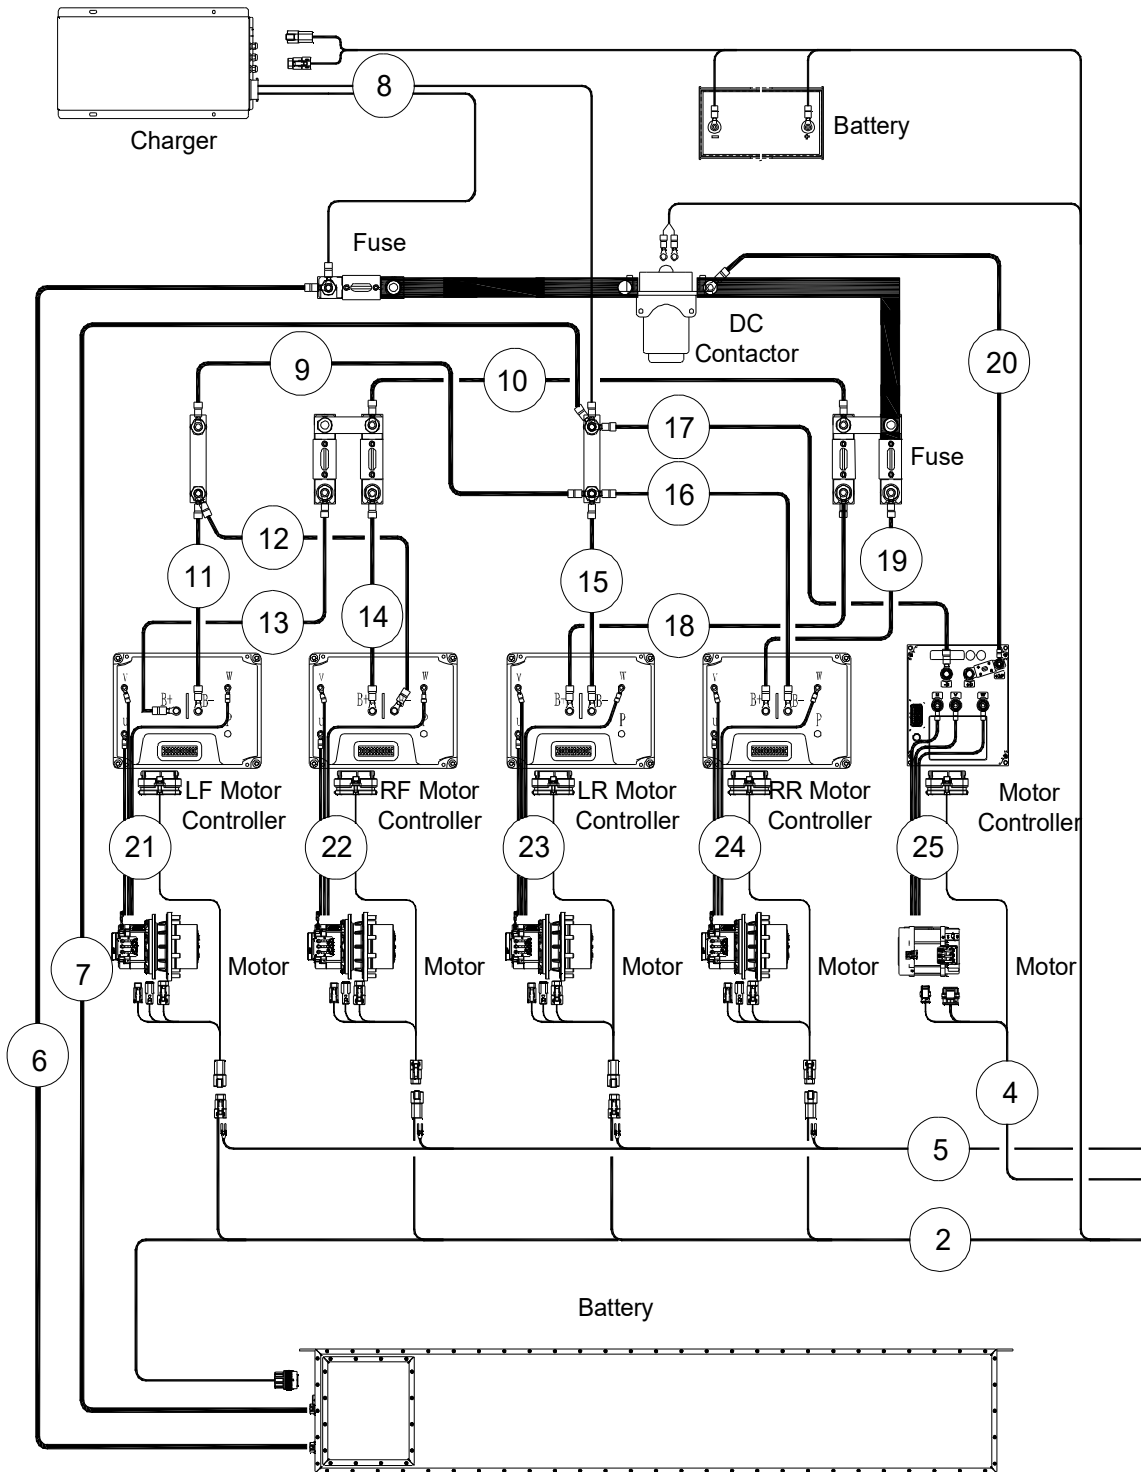 8
Charger
Battery
Fuse
DC
Contactor
20
9
10
17
Fuse
16
12
19
11
15
13
14
18
V
W
B+
B-
U
P
V
W
B+
B-
U
P
V
W
B+
B-
U
P
V
W
B+
B-
U
P
LF Motor
Controller
RF Motor
Controller
LR Motor
Controller
RR Motor
Controller
Motor
Controller
21
22
23
24
25
7
Motor
Motor
Motor
Motor
Motor
6
4
5
2
Battery